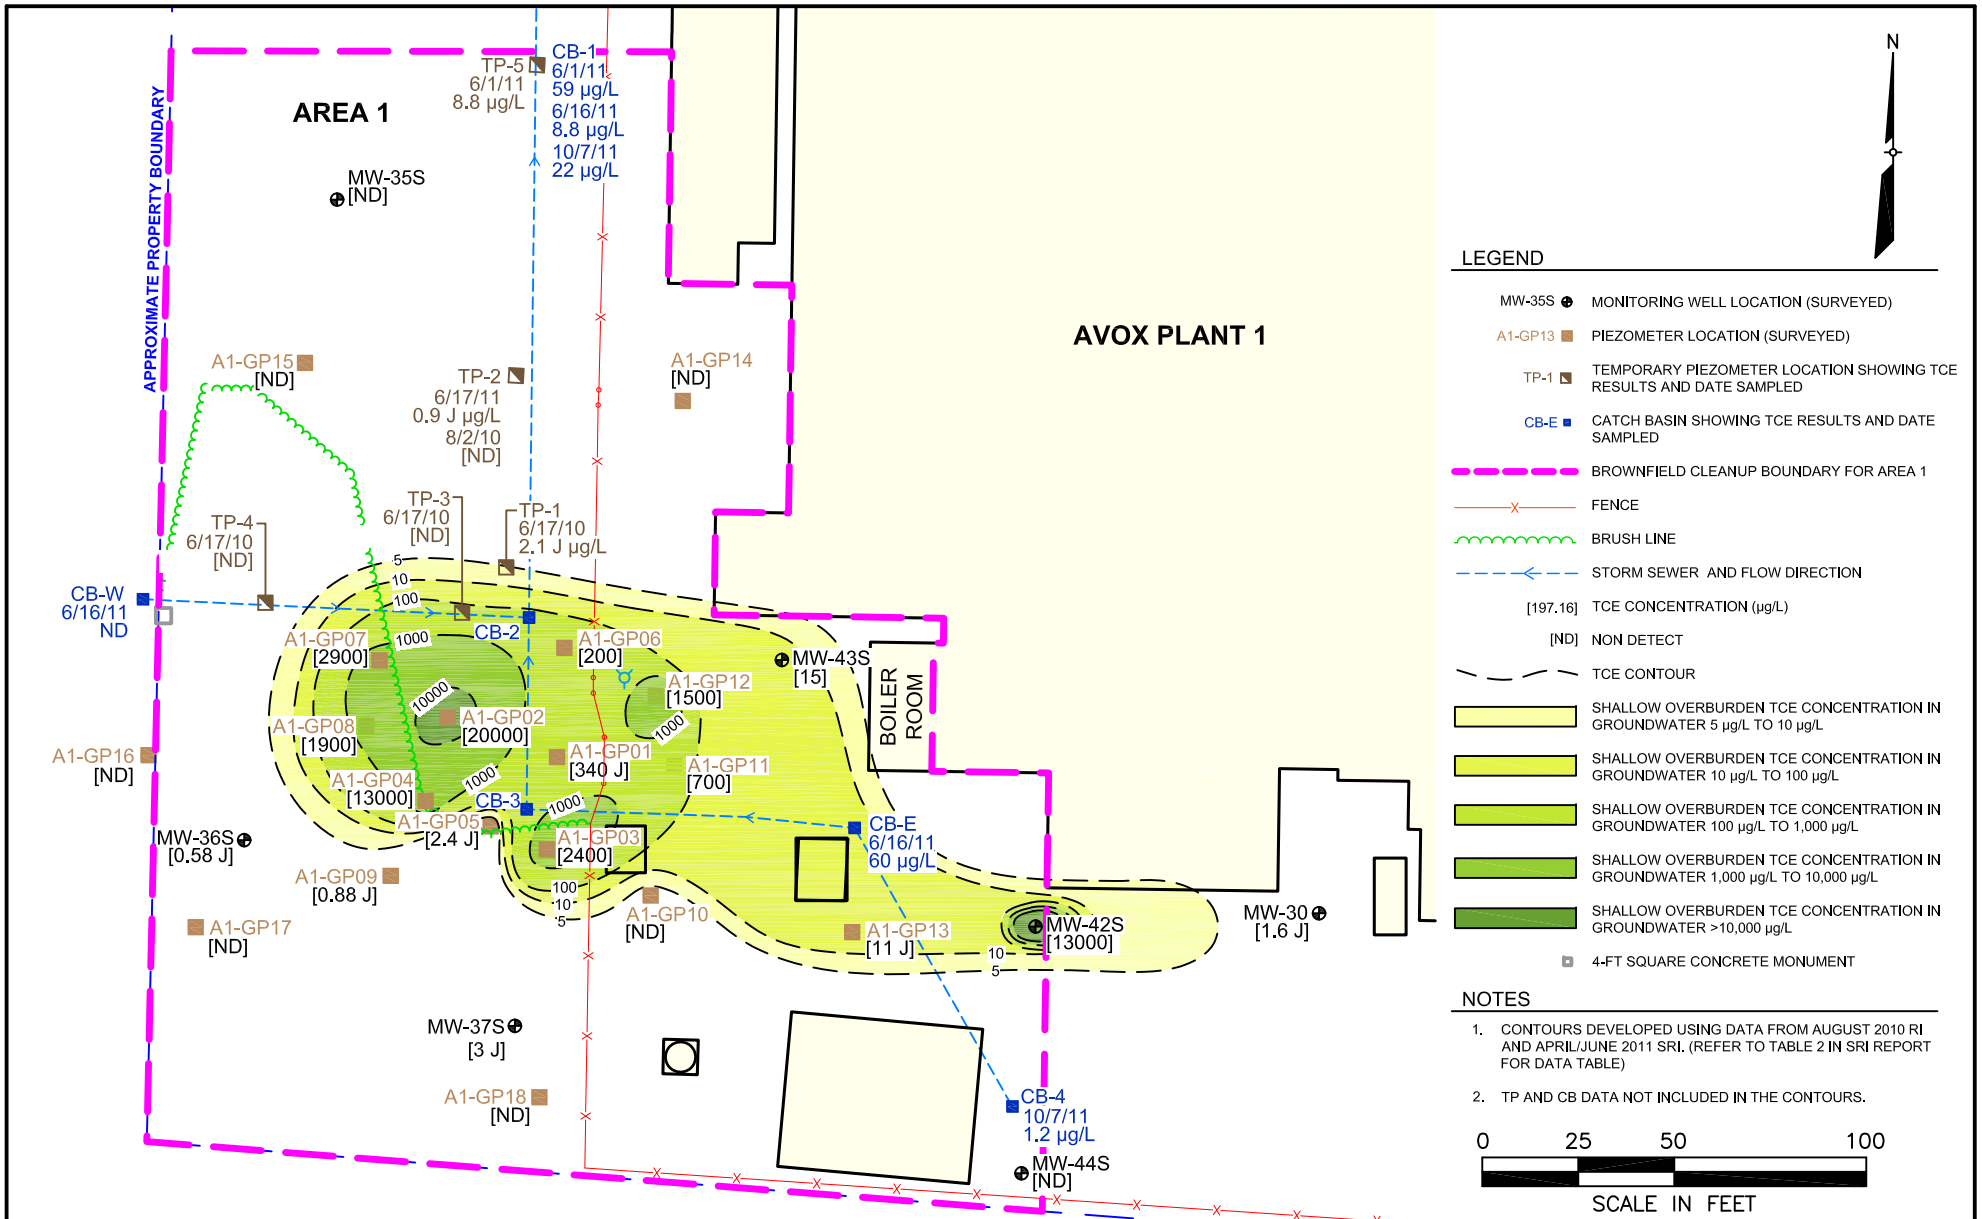 AREA 1
APPROXIMATE PROPERTY BOUNDARY
TP-5
6/1/11
8.8 µg/L
CB-1
6/1/11
59 µg/L
6/16/11
8.8 µg/L
10/7/11
22 µg/L
MW-35S
[ND]
A1-GP15
[ND]
TP-2
6/17/11
0.9 J µg/L
8/2/10
[ND]
A1-GP14
[ND]
AVOX PLANT 1
TP-4
6/17/10
[ND]
TP-3
6/17/10
[ND]
TP-1
6/17/10
2.1 J µg/L
CB-W
6/16/11
ND
5
10
100
1000
CB-2
A1-GP07
[2900]
A1-GP06
[200]
MW-43S
[15]
BOILER
ROOM
10000
A1-GP12
[1500]
1000
A1-GP02
[20000]
A1-GP08
[1900]
A1-GP16
[ND]
A1-GP01
[340 J]
A1-GP11
[700]
A1-GP04
[13000]
1000
CB-3
1000
A1-GP05
[2.4 J]
A1-GP03
[2400]
CB-E
6/16/11
60 µg/L
MW-36S
[0.58 J]
A1-GP09
[0.88 J]
100
10
5
A1-GP10
[ND]
A1-GP17
[ND]
A1-GP13
[11 J]
MW-42S
[13000]
10
5
MW-30
[1.6 J]
MW-37S
[3 J]
A1-GP18
[ND]
CB-4
10/7/11
1.2 µg/L
MW-44S
[ND]
N
LEGEND
MW-35S MONITORING WELL LOCATION (SURVEYED)
A1-GP13 PIEZOMETER LOCATION (SURVEYED)
TP-1 TEMPORARY PIEZOMETER LOCATION SHOWING TCE
RESULTS AND DATE SAMPLED
CB-E CATCH BASIN SHOWING TCE RESULTS AND DATE
SAMPLED
BROWNFIELD CLEANUP BOUNDARY FOR AREA 1
X FENCE
BRUSH LINE
STORM SEWER AND FLOW DIRECTION
[197.16] TCE CONCENTRATION (µg/L)
[ND] NON DETECT
TCE CONTOUR
SHALLOW OVERBURDEN TCE CONCENTRATION IN
GROUNDWATER 5 µg/L TO 10 µg/L
SHALLOW OVERBURDEN TCE CONCENTRATION IN
GROUNDWATER 10 µg/L TO 100 µg/L
SHALLOW OVERBURDEN TCE CONCENTRATION IN
GROUNDWATER 100 µg/L TO 1,000 µg/L
SHALLOW OVERBURDEN TCE CONCENTRATION IN
GROUNDWATER 1,000 µg/L TO 10,000 µg/L
SHALLOW OVERBURDEN TCE CONCENTRATION IN
GROUNDWATER >10,000 µg/L
4-FT SQUARE CONCRETE MONUMENT
NOTES
1. CONTOURS DEVELOPED USING DATA FROM AUGUST 2010 RI
AND APRIL/JUNE 2011 SRI. (REFER TO TABLE 2 IN SRI REPORT
FOR DATA TABLE)
2. TP AND CB DATA NOT INCLUDED IN THE CONTOURS.
0 25 50 100
SCALE IN FEET